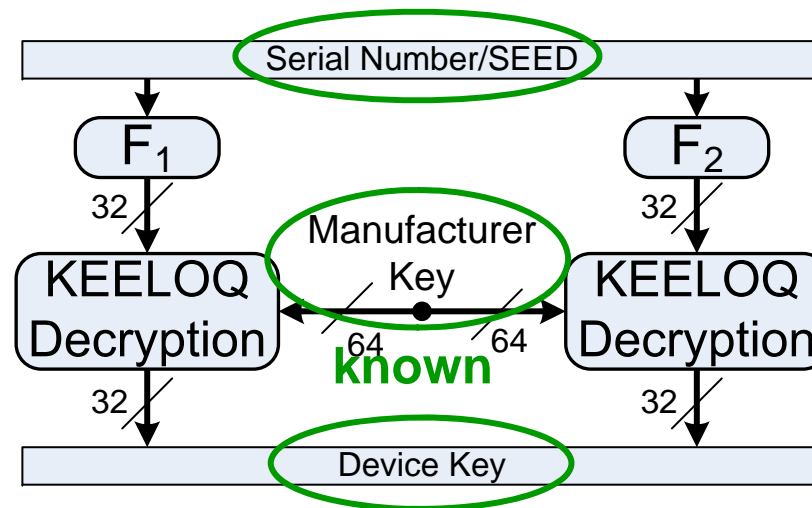 Serial Number/SEED
F₁
F₂
32
32
Manufacturer
Key
KEELOQ
Decryption
KEELOQ
Decryption
64
64
known
32
32
Device Key